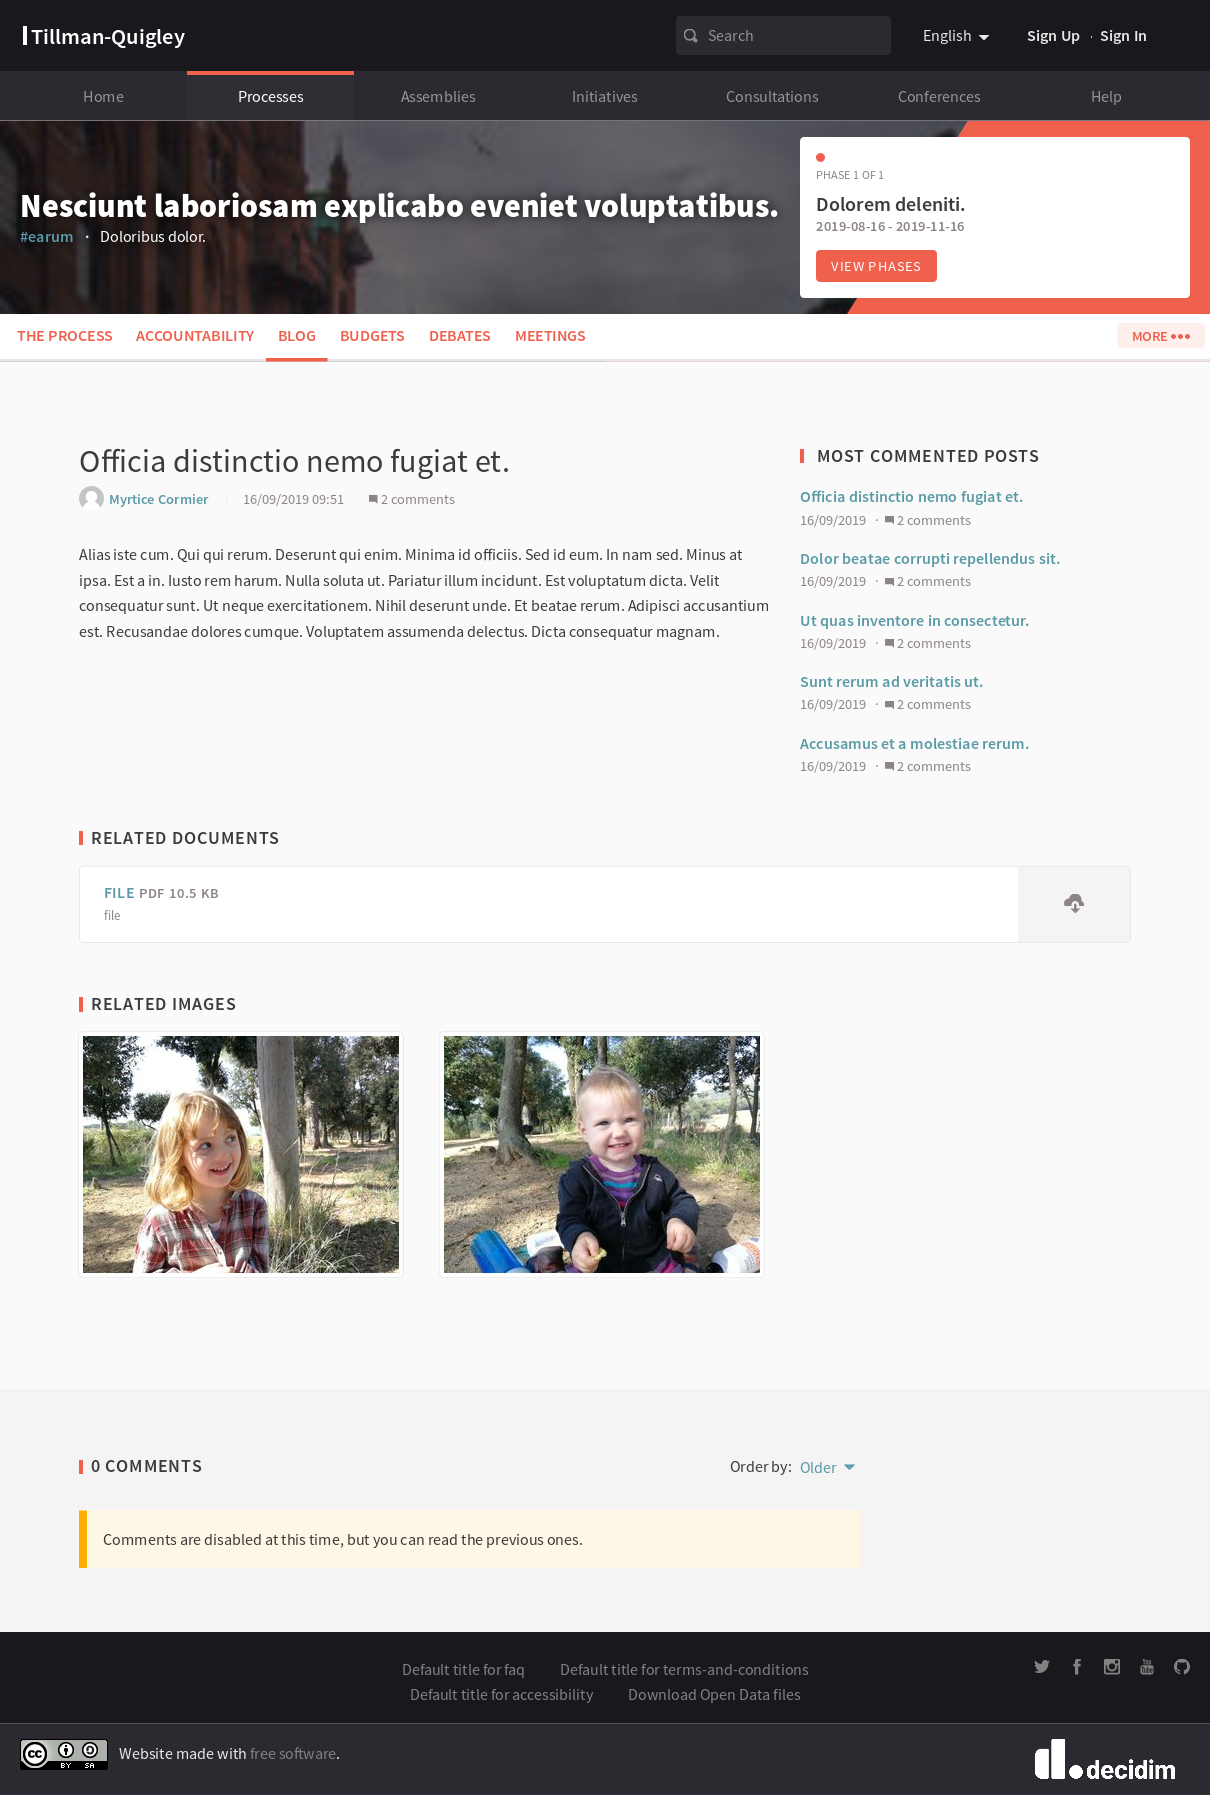 Tillman-Quigley
Search
English
Sign Up · Sign In
Home
Processes
Assemblies
Initiatives
Consultations
Conferences
Help
Nesciunt laboriosam explicabo eveniet voluptatibus.
#earum · Doloribus dolor.
PHASE 1 OF 1
Dolorem deleniti.
2019-08-16 - 2019-11-16
VIEW PHASES
THE PROCESS
ACCOUNTABILITY
BLOG
BUDGETS
DEBATES
MEETINGS
MORE •••
Officia distinctio nemo fugiat et.
Myrtice Cormier
16/09/2019 09:51
2 comments
Alias iste cum. Qui qui rerum. Deserunt qui enim. Minima id officiis. Sed id eum. In nam sed. Minus at
ipsa. Est a in. Iusto rem harum. Nulla soluta ut. Pariatur illum incidunt. Est voluptatum dicta. Velit
consequatur sunt. Ut neque exercitationem. Nihil deserunt unde. Et beatae rerum. Adipisci accusantium
est. Recusandae dolores cumque. Voluptatem assumenda delectus. Dicta consequatur magnam.
MOST COMMENTED POSTS
Officia distinctio nemo fugiat et.
16/09/2019 · 2 comments
Dolor beatae corrupti repellendus sit.
16/09/2019 · 2 comments
Ut quas inventore in consectetur.
16/09/2019 · 2 comments
Sunt rerum ad veritatis ut.
16/09/2019 · 2 comments
Accusamus et a molestiae rerum.
16/09/2019 · 2 comments
RELATED DOCUMENTS
FILE PDF 10.5 KB
file
RELATED IMAGES
0 COMMENTS
Order by: Older
Comments are disabled at this time, but you can read the previous ones.
Default title for faq
Default title for terms-and-conditions
Default title for accessibility
Download Open Data files
You Tube
cc BY SA
Website made with free software.
decidim